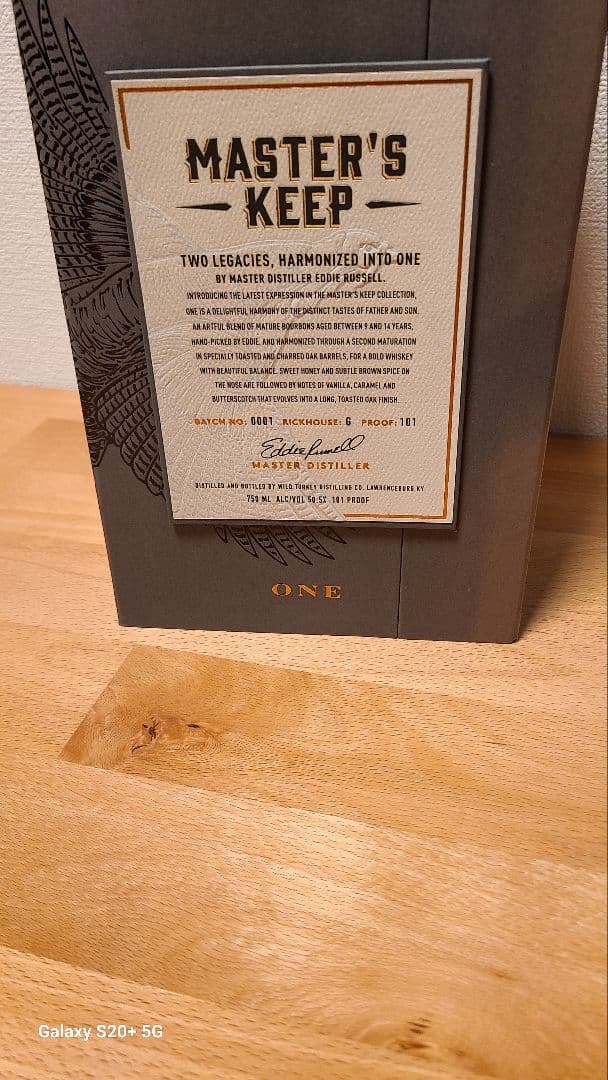 MASTER'S
KEEP
TWO LEGACIES, HARMONIZED INTO ONE
BY MASTER DISTILLER EDDIE RUSSELL.
INTRODUCING THE LATEST EXPRESSION IN THE MASTER'S KEEP COLLECTION,
ONE IS A DELIGHTFUL HARMONY OF THE DISTINCT TASTES OF FATHER AND SON.
AN ARTFUL BLEND OF MATURE BOURBONS AGED BETWEEN 9 AND 14 YEARS,
HAND-PICKED BY EDDIE, AND HARMONIZED THROUGH A SECOND MATURATION
IN SPECIALLY TOASTED AND CHARRED OAK BARRELS, FOR A BOLD WHISKEY
WITH BEAUTIFUL BALANCE. SWEET HONEY AND SUBTLE BROWN SPICE ON
THE NOSE ARE FOLLOWED BY NOTES OF VANILLA, CARAMEL AND
BUTTERSCOTCH THAT EVOLVES INTO A LONG, TOASTED OAK FINISH.
BATCH NO: 0001 RICKHOUSE: G PROOF: 101
Eddie Russell
MASTER DISTILLER
DISTILLED AND BOTTLED BY WILD TURKEY DISTILLING CO. LAWRENCEBURG KY
750 ML ALC/VOL 50.5% 101 PROOF
ONE
Galaxy S20+ 5G